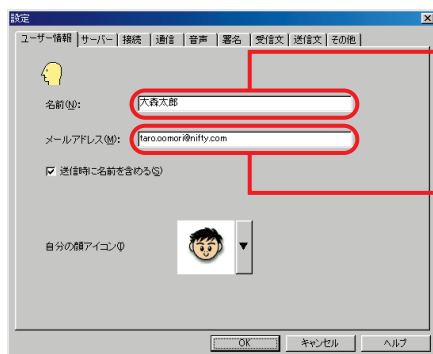 設定
ユーザー情報 サーバー 接続 通信 音声 署名 受信文 送信文 その他
名前(N): 大森太郎
メールアドレス(M): taro.oomori@nifty.com
送信時に名前を含める(S)
自分の顔アイコン(I)
OK キャンセル ヘルプ